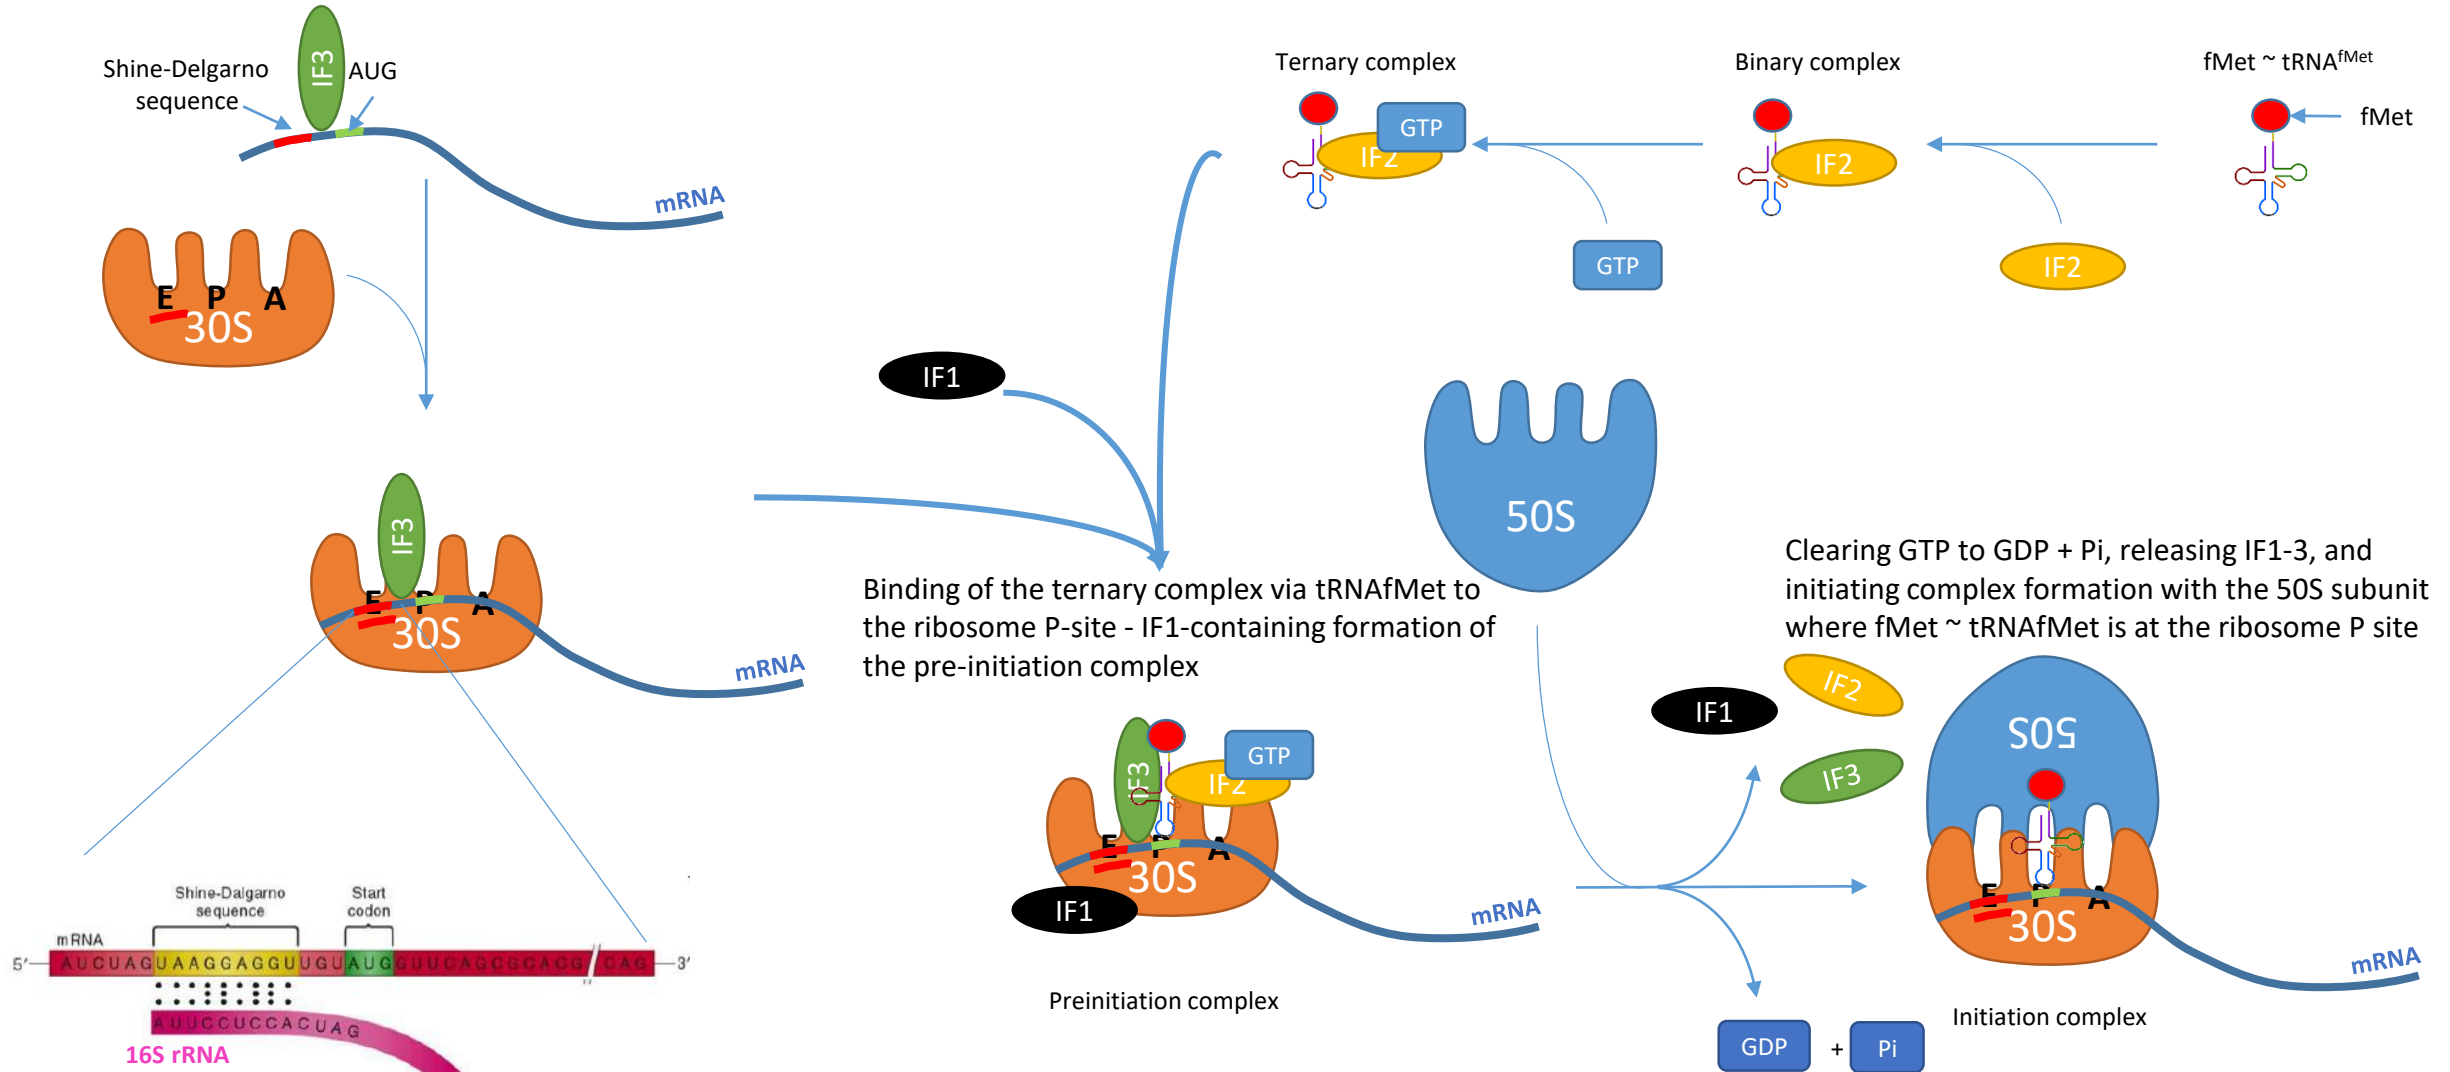 Shine-Delgarno
sequence
IF3
AUG
mRNA
E P A
30S
Ternary complex
GTP
IF2
GTP
Binary complex
IF2
IF2
fMet ~ tRNAfMet
fMet
IF1
50S
IF3
E P A
30S
mRNA
Binding of the ternary complex via tRNAfMet to
the ribosome P-site - IF1-containing formation of
the pre-initiation complex
Clearing GTP to GDP + Pi, releasing IF1-3, and
initiating complex formation with the 50S subunit
where fMet ~ tRNAfMet is at the ribosome P site
IF3
GTP
IF2
E P A
30S
IF1
mRNA
Preinitiation complex
IF1
IF2
IF3
50S
E P A
30S
mRNA
Initiation complex
GDP + Pi
Shine-Dalgarno
sequence
Start
codon
mRNA
5′ AUCUAGUAAGGAGGUUGUAUGGUUCAGCGCACG // CAG 3′
AUUCCUCCACUAG
16S rRNA